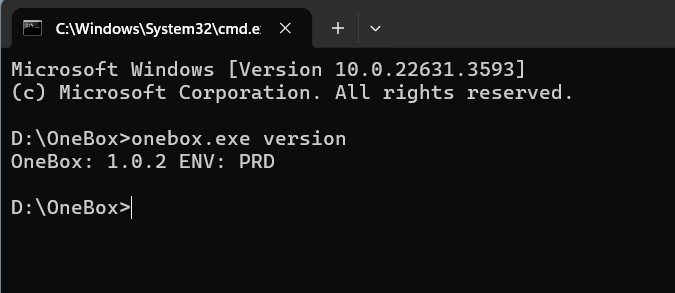 C:\Windows\System32\cmd.e
Microsoft Windows [Version 10.0.22631.3593]
(c) Microsoft Corporation. All rights reserved.
D:\OneBox>onebox.exe version
OneBox: 1.0.2 ENV: PRD
D:\OneBox>